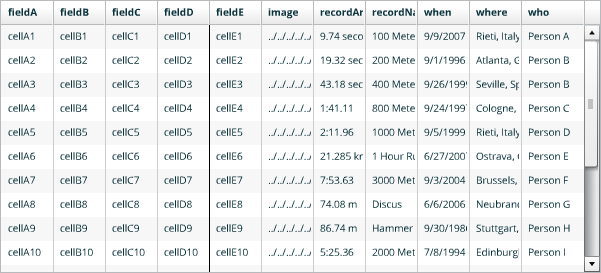 fieldA fieldB fieldC fieldD fieldE image recordAr recordNa when where who
cellA1 cellB1 cellC1 cellD1 cellE1 ../../../../ 9.74 seco 100 Mete 9/9/2007 Rieti, Italy Person A
cellA2 cellB2 cellC2 cellD2 cellE2 ../../../../ 19.32 sec 200 Mete 9/1/1996 Atlanta, G Person B
cellA3 cellB3 cellC3 cellD3 cellE3 ../../../../ 43.18 sec 400 Mete 9/26/199 Seville, Sp Person B
cellA4 cellB4 cellC4 cellD4 cellE4 ../../../../ 1:41.11 800 Mete 9/24/199 Cologne, Person C
cellA5 cellB5 cellC5 cellD5 cellE5 ../../../../ 2:11.96 1000 Met 9/5/1999 Rieti, Italy Person D
cellA6 cellB6 cellC6 cellD6 cellE6 ../../../../ 21.285 kr 1 Hour Ru 6/27/200 Ostrava, Person E
cellA7 cellB7 cellC7 cellD7 cellE7 ../../../../ 7:53.63 3000 Met 9/3/2004 Brussels, Person F
cellA8 cellB8 cellC8 cellD8 cellE8 ../../../../ 74.08 m Discus 6/6/2006 Neubran Person G
cellA9 cellB9 cellC9 cellD9 cellE9 ../../../../ 86.74 m Hammer 9/30/198 Stuttgart, Person H
cellA10 cellB10 cellC10 cellD10 cellE10 ../../../../ 5:25.36 2000 Met 7/8/1994 Edinburg Person I